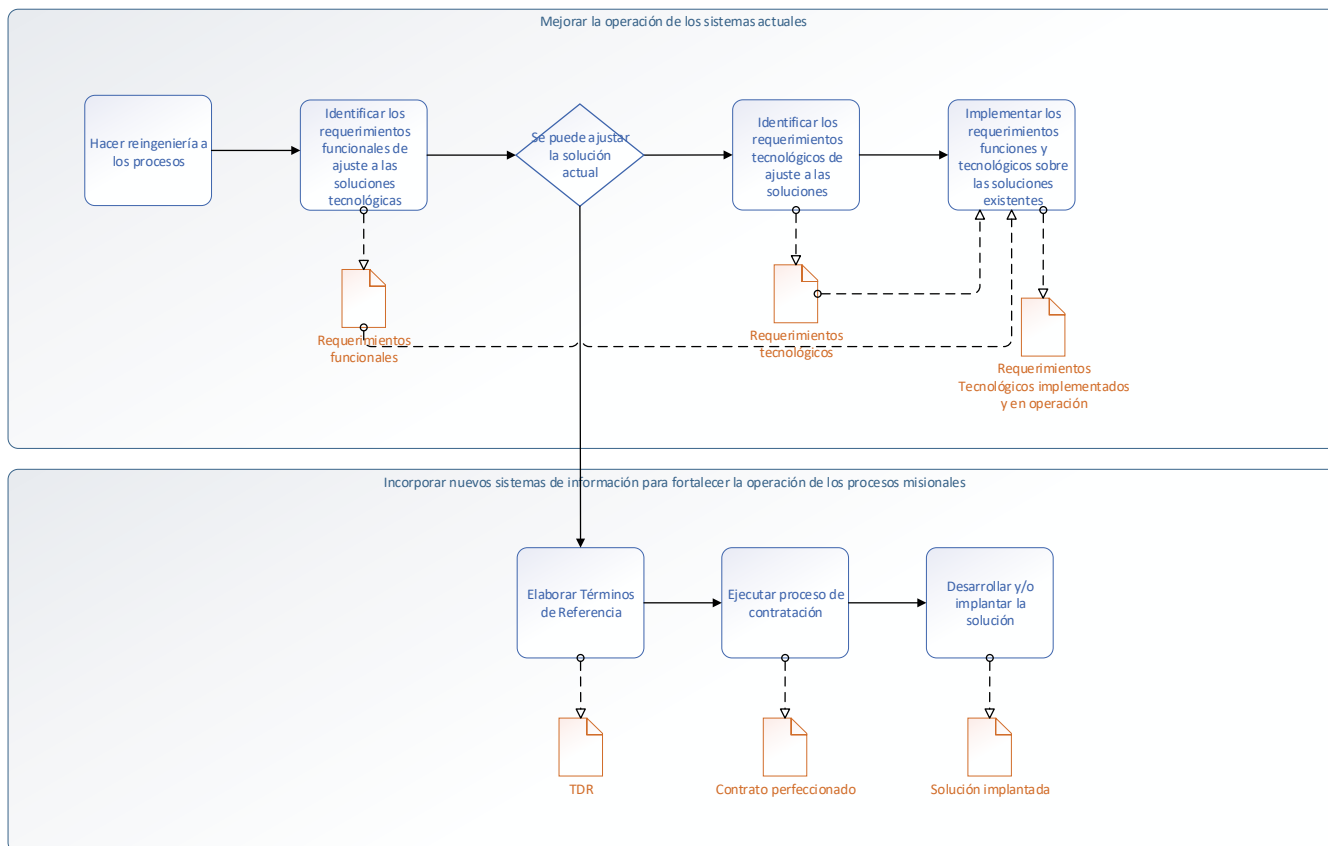 Mejorar la operación de los sistemas actuales
Hacer reingeniería a
los procesos
Identificar los
requerimientos
funcionales de
ajuste a las
soluciones
tecnológicas
Se puede ajustar
la solución
actual
Identificar los
requerimientos
tecnológicos de
ajuste a las
soluciones
Implementar los
requerimientos
funciones y
tecnológicos sobre
las soluciones
existentes
Requerimientos
funcionales
Requerimientos
tecnológicos
Requerimientos
Tecnológicos implementados
y en operación
Incorporar nuevos sistemas de información para fortalecer la operación de los procesos misionales
Elaborar Términos
de Referencia
Ejecutar proceso de
contratación
Desarrollar y/o
implantar la
solución
TDR
Contrato perfeccionado
Solución implantada